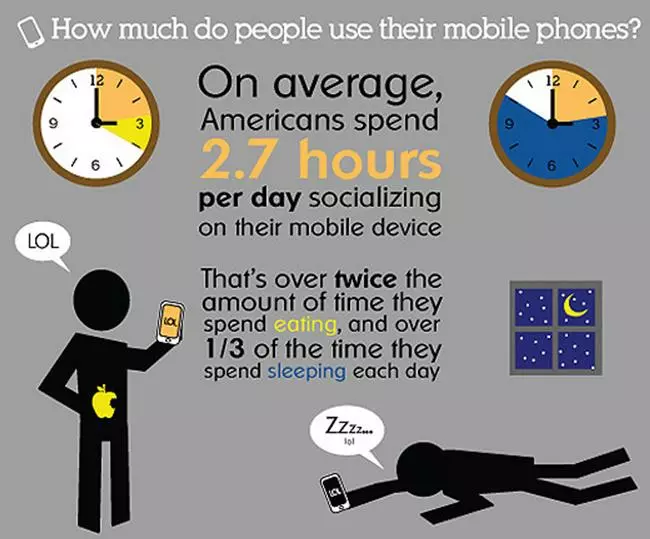 How much do people use their mobile phones?
12
3
6
9
On average,
Americans spend
2.7 hours
per day socializing
on their mobile device
12
3
6
9
LOL
LOL
That's over twice the
amount of time they
spend eating, and over
1/3 of the time they
spend sleeping each day
Zzzz...
lol
LOL